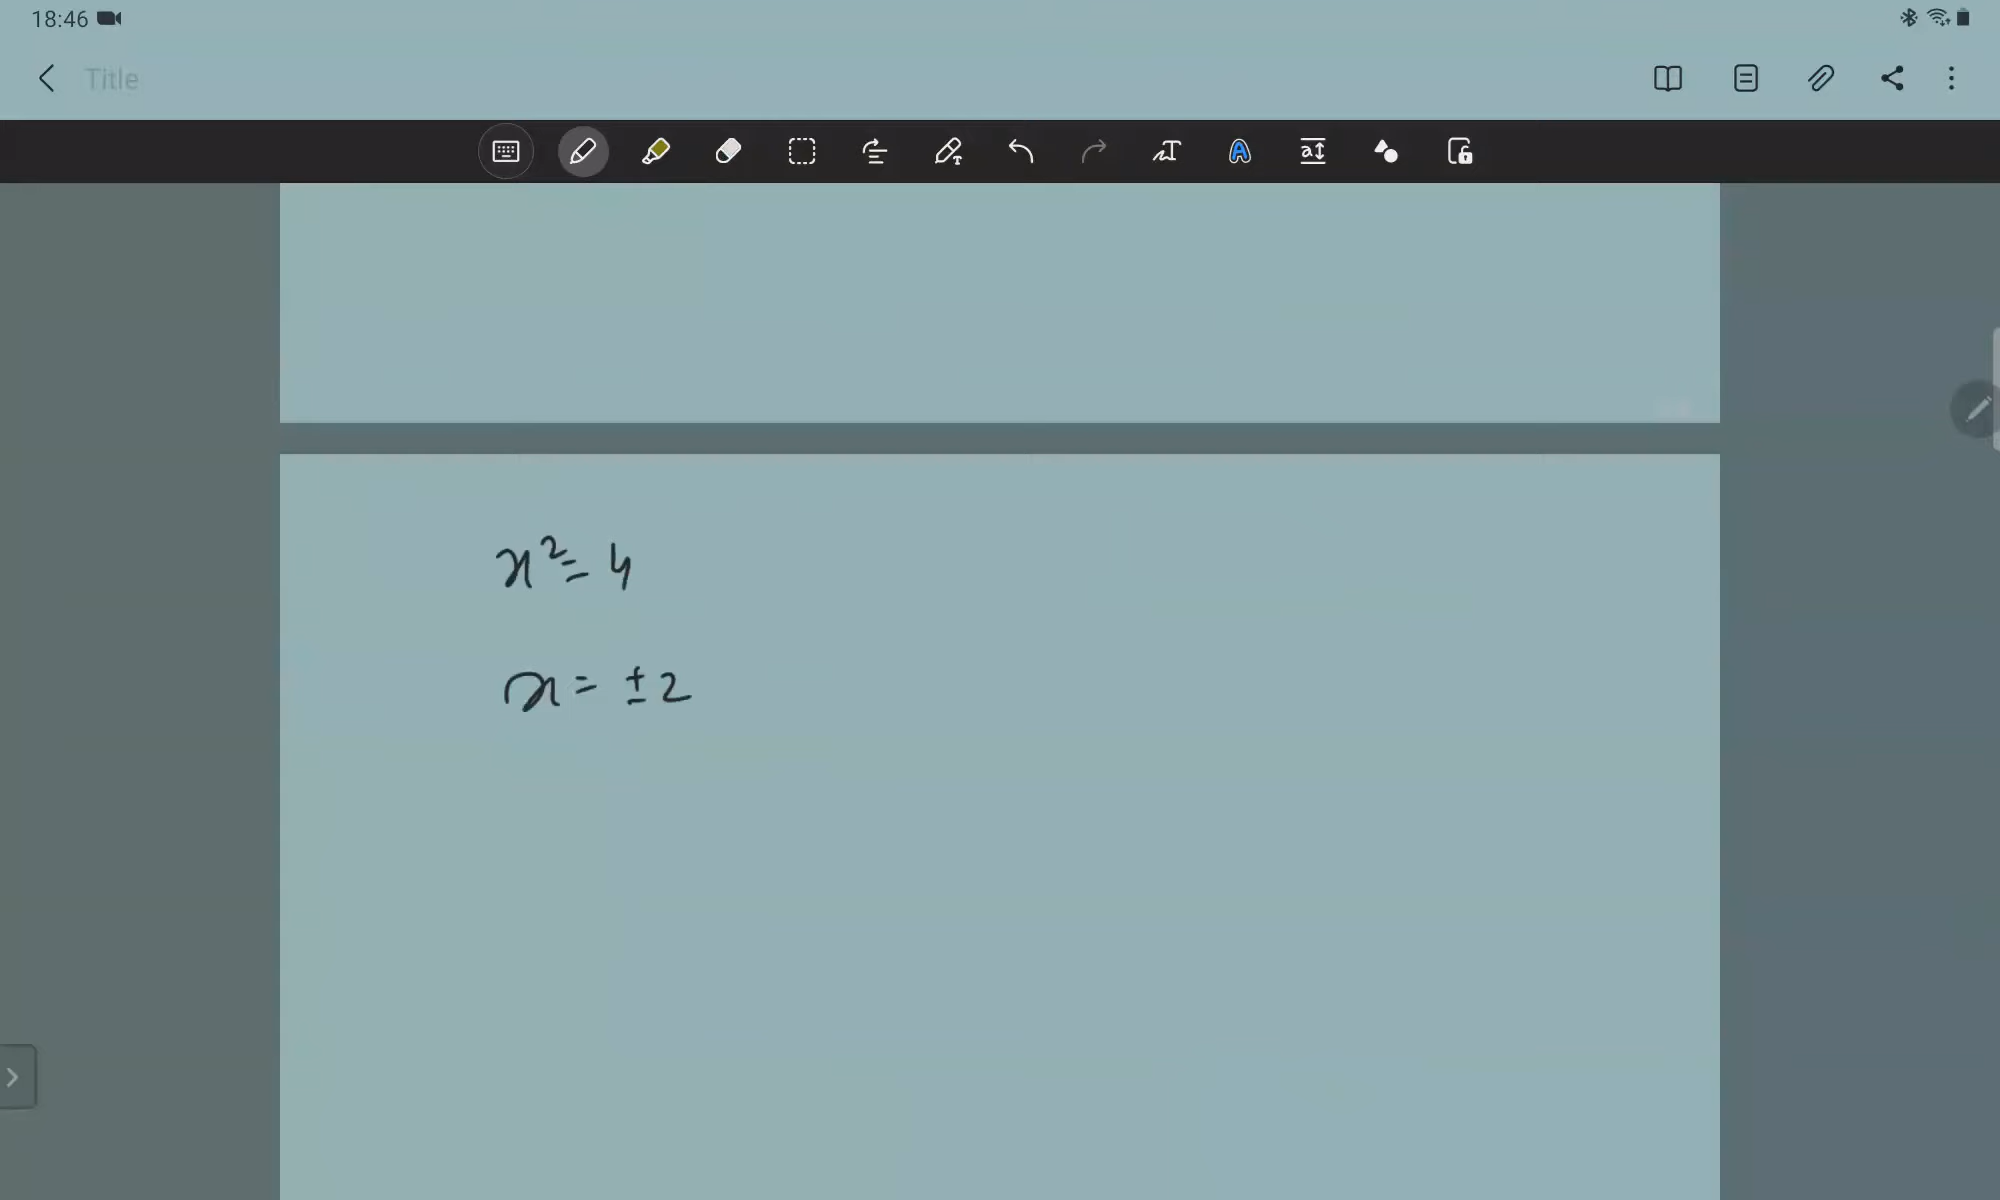 18:46
Title
x² = 4
x = ±2